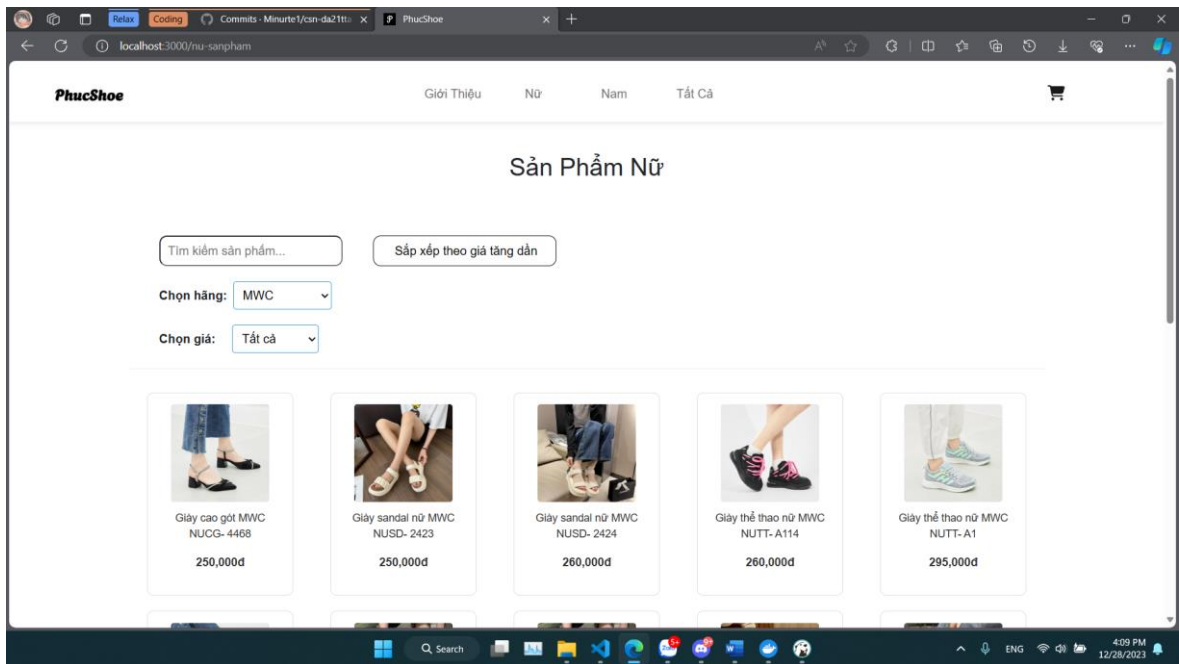 Relax Coding Commits · Minurte1/csn-da21tta PhucShoe
localhost:3000/nu-sanpham
PhucShoe Giới Thiệu Nữ Nam Tất Cả
Sản Phẩm Nữ
Tìm kiếm sản phẩm... Sắp xếp theo giá tăng dần
Chọn hãng: MWC
Chọn giá: Tất cả
Giày cao gót MWC NUCG- 4468
250,000đ
Giày sandal nữ MWC NUSD- 2423
250,000đ
Giày sandal nữ MWC NUSD- 2424
260,000đ
Giày thể thao nữ MWC NUTT- A114
260,000đ
Giày thể thao nữ MWC NUTT- A1
295,000đ
Search 5+ 9+ ENG 4:09 PM
12/28/2023